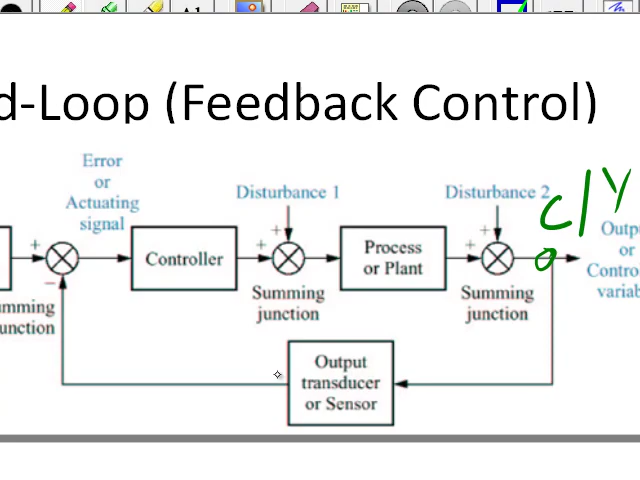 d-Loop (Feedback Control)
Error
or
Actuating
signal
Disturbance 1
Disturbance 2
C/Y
Outpu
or
Contro
variab
+
−
+
+
+
+
Controller
Process
or Plant
mming
unction
Summing
junction
Summing
junction
Output
transducer
or Sensor